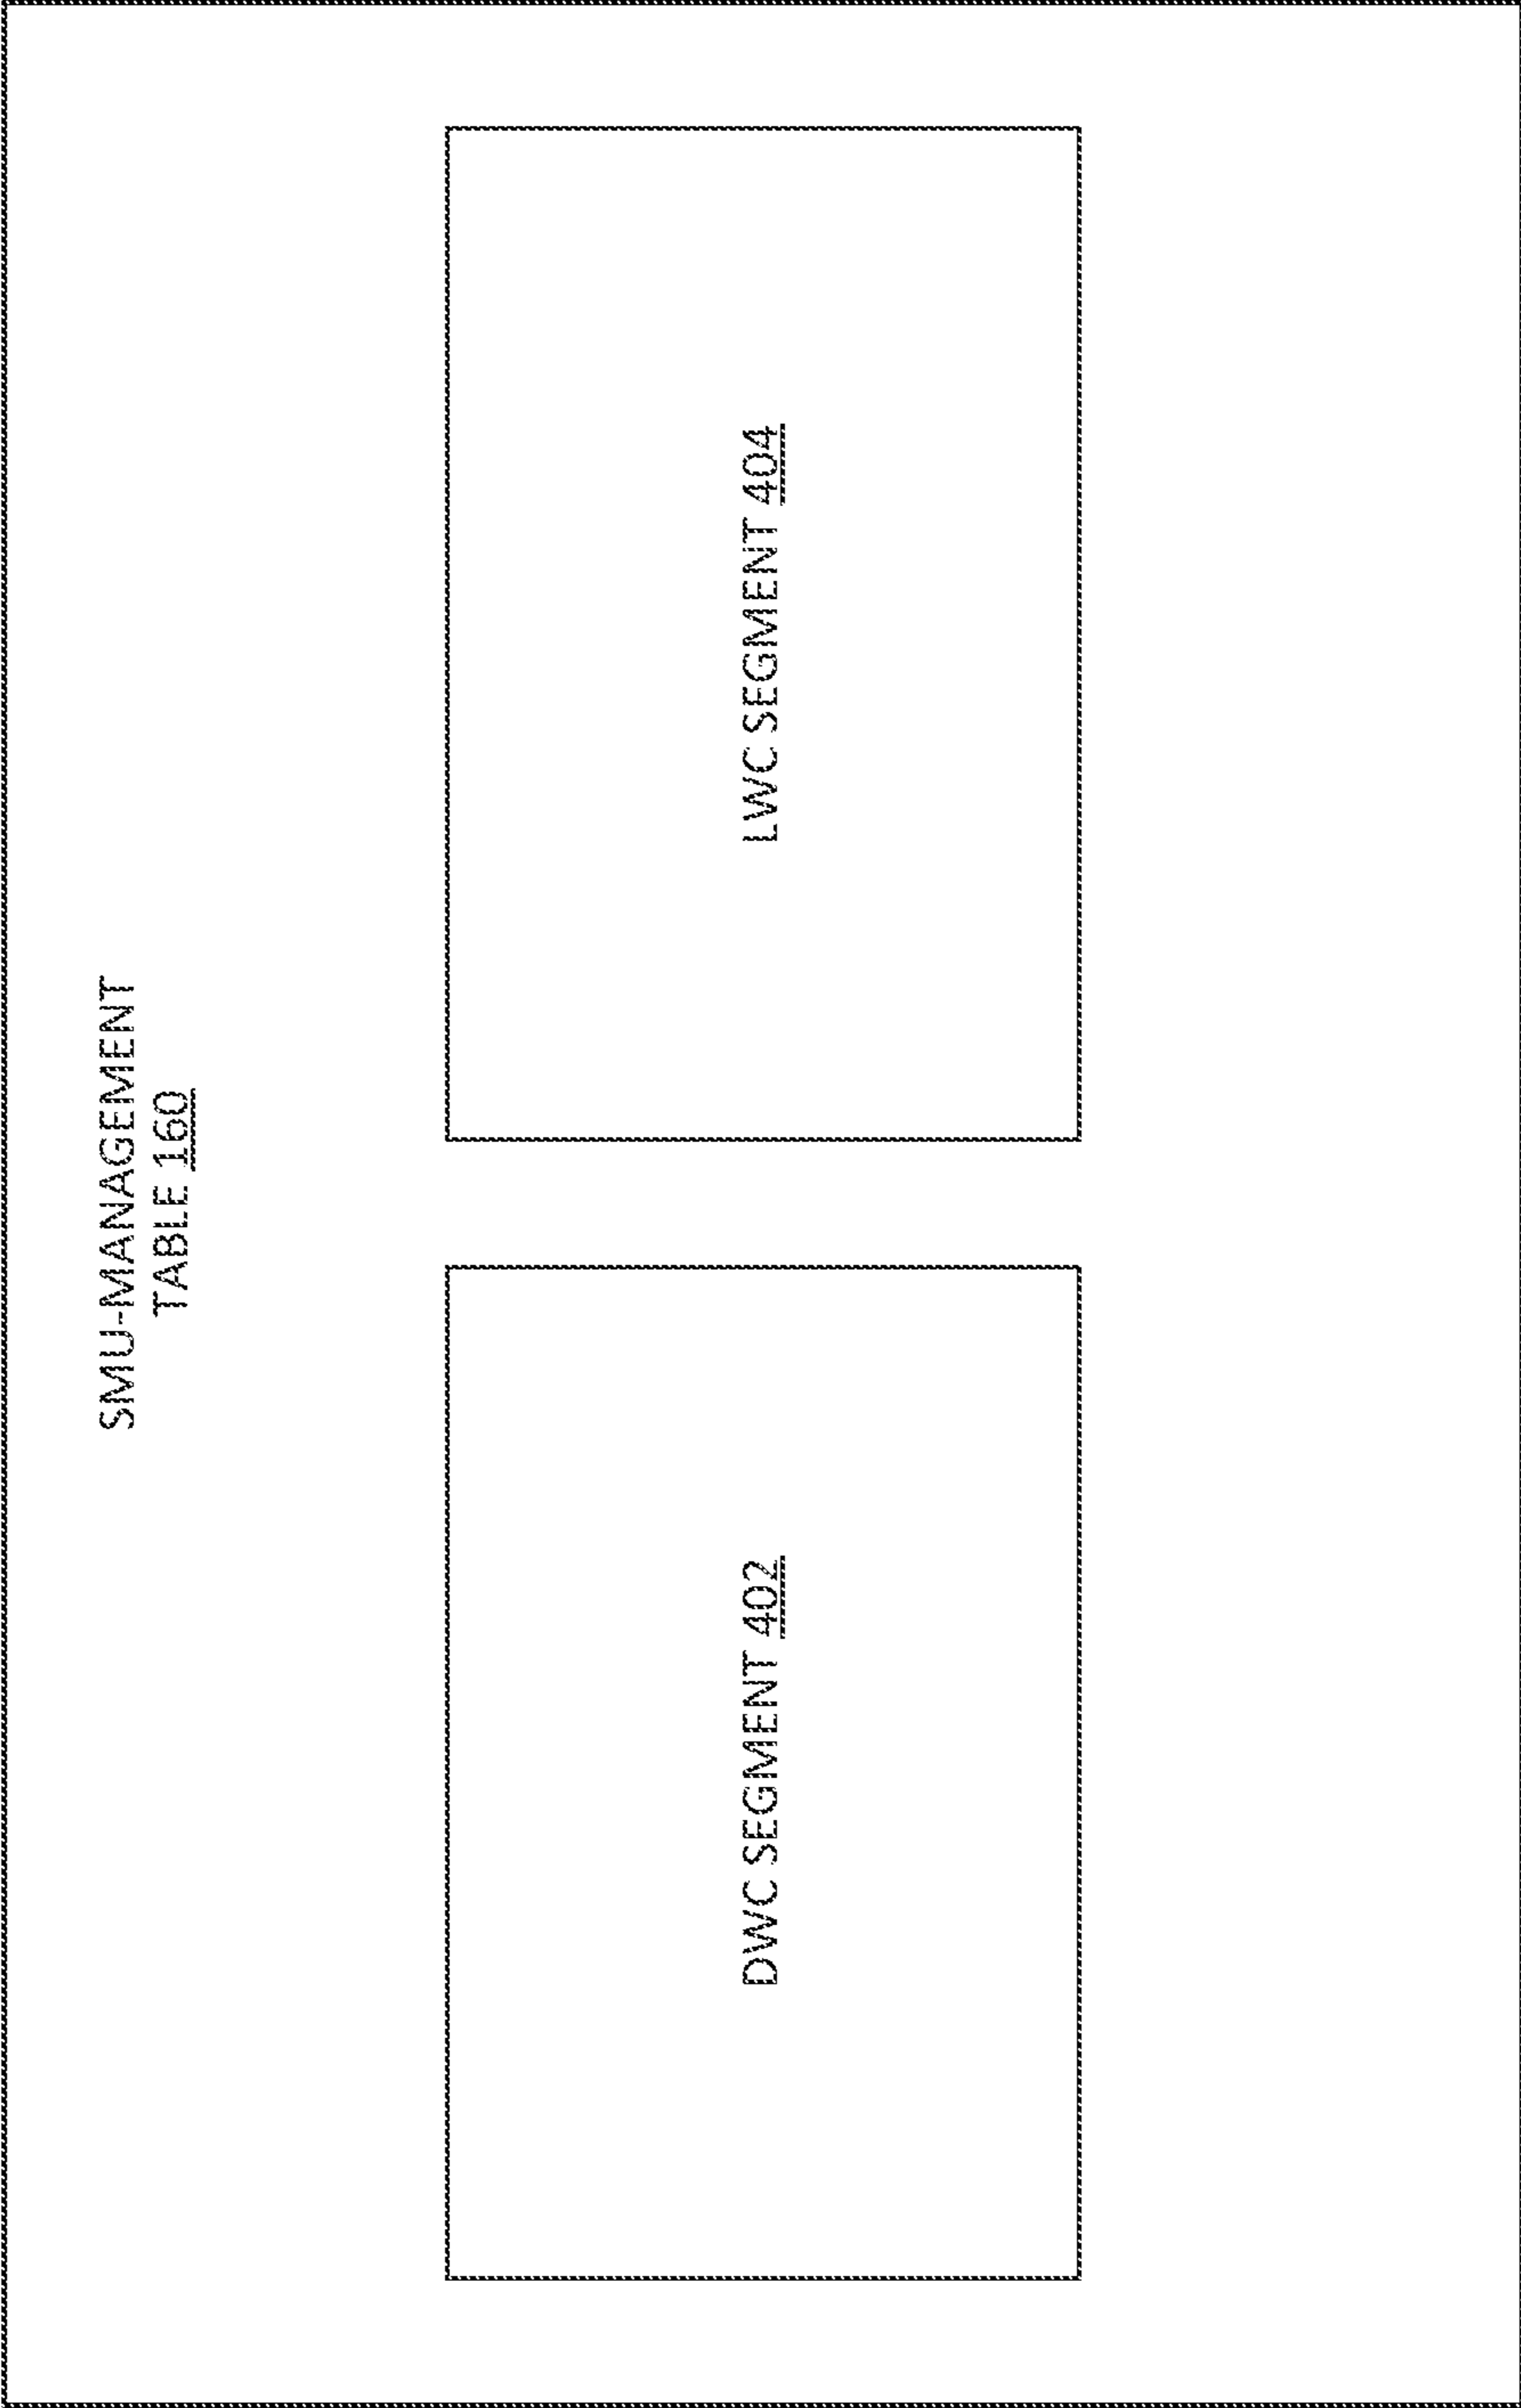 SMU-MANAGEMENT
TABLE 160
DWC SEGMENT 402
LWC SEGMENT 404